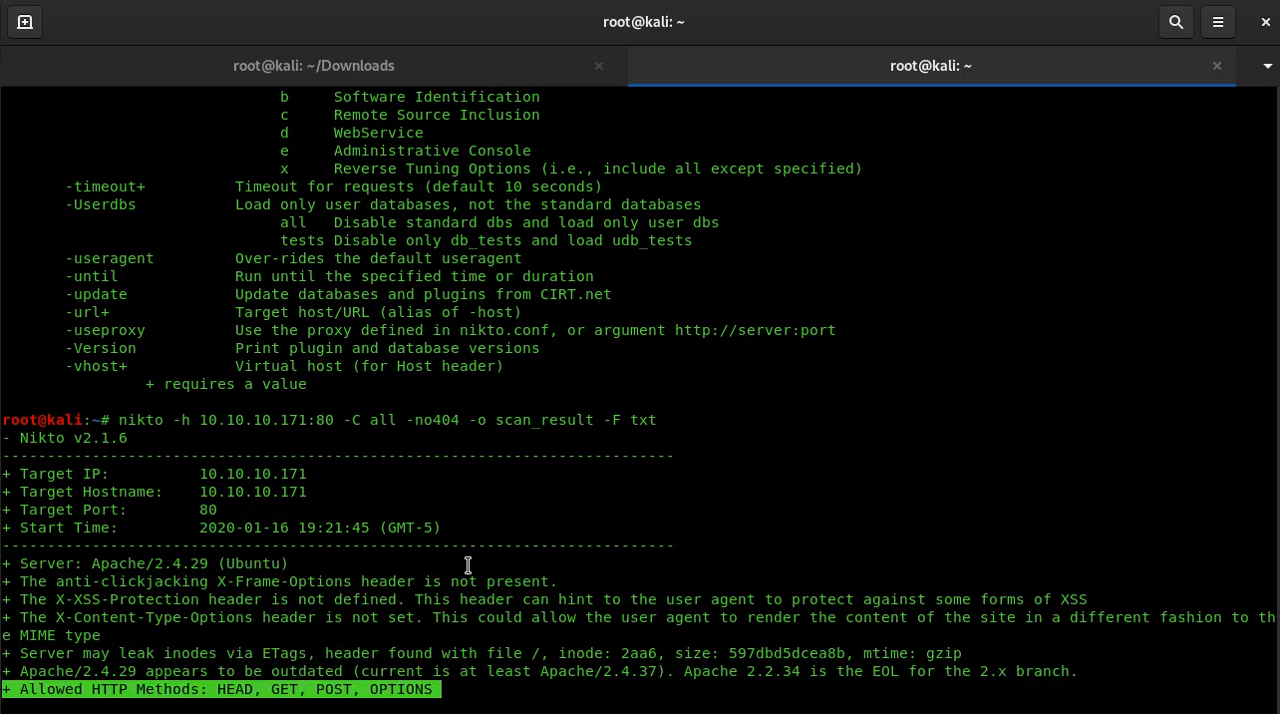 root@kali: ~
root@kali: ~/Downloads
root@kali: ~
b Software Identification
c Remote Source Inclusion
d WebService
e Administrative Console
x Reverse Tuning Options (i.e., include all except specified)
-timeout+ Timeout for requests (default 10 seconds)
-Userdbs Load only user databases, not the standard databases
all Disable standard dbs and load only user dbs
tests Disable only db_tests and load udb_tests
-useragent Over-rides the default useragent
-until Run until the specified time or duration
-update Update databases and plugins from CIRT.net
-url+ Target host/URL (alias of -host)
-useproxy Use the proxy defined in nikto.conf, or argument http://server:port
-Version Print plugin and database versions
-vhost+ Virtual host (for Host header)
+ requires a value
root@kali:~# nikto -h 10.10.10.171:80 -C all -no404 -o scan_result -F txt
- Nikto v2.1.6
---------------------------------------------------------------------------
+ Target IP: 10.10.10.171
+ Target Hostname: 10.10.10.171
+ Target Port: 80
+ Start Time: 2020-01-16 19:21:45 (GMT-5)
---------------------------------------------------------------------------
+ Server: Apache/2.4.29 (Ubuntu)
+ The anti-clickjacking X-Frame-Options header is not present.
+ The X-XSS-Protection header is not defined. This header can hint to the user agent to protect against some forms of XSS
+ The X-Content-Type-Options header is not set. This could allow the user agent to render the content of the site in a different fashion to th
e MIME type
+ Server may leak inodes via ETags, header found with file /, inode: 2aa6, size: 597dbd5dcea8b, mtime: gzip
+ Apache/2.4.29 appears to be outdated (current is at least Apache/2.4.37). Apache 2.2.34 is the EOL for the 2.x branch.
+ Allowed HTTP Methods: HEAD, GET, POST, OPTIONS